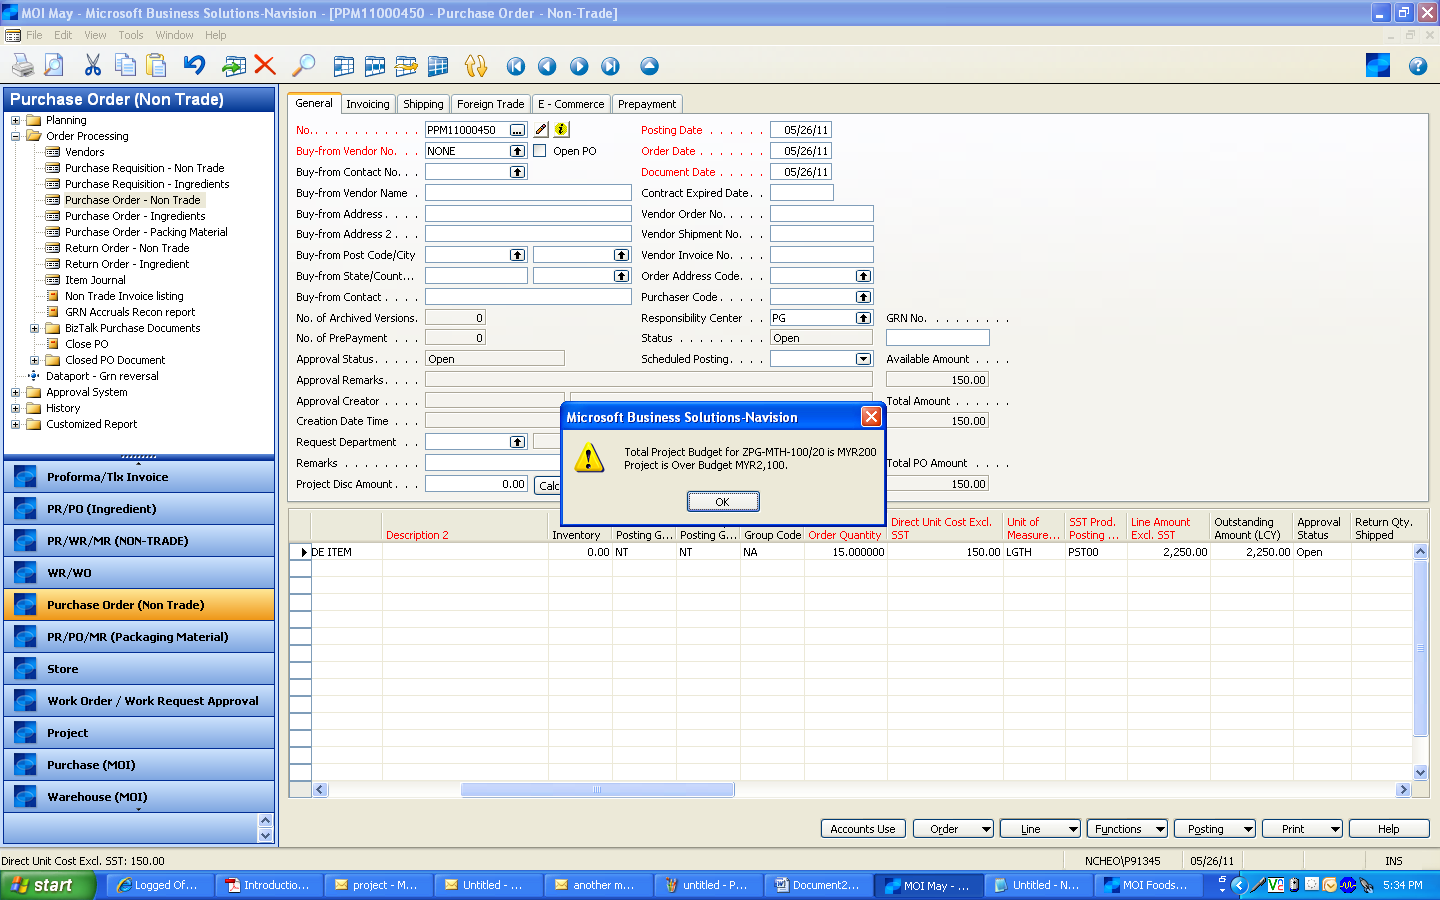 MOI May - Microsoft Business Solutions-Navision - [PPM11000450 - Purchase Order - Non-Trade]
File Edit View Tools Window Help
Purchase Order (Non Trade)
Planning
Order Processing
Vendors
Purchase Requisition - Non Trade
Purchase Requisition - Ingredients
Purchase Order - Non Trade
Purchase Order - Ingredients
Purchase Order - Packing Material
Return Order - Non Trade
Return Order - Ingredient
Item Journal
Non Trade Invoice listing
GRN Accruals Recon report
BizTalk Purchase Documents
Close PO
Closed PO Document
Dataport - Grn reversal
Approval System
History
Customized Report
Proforma/Tlx Invoice
PR/PO (Ingredient)
PR/WR/MR (NON-TRADE)
WR/WO
Purchase Order (Non Trade)
PR/PO/MR (Packaging Material)
Store
Work Order / Work Request Approval
Project
Purchase (MOI)
Warehouse (MOI)
General Invoicing Shipping Foreign Trade E - Commerce Prepayment
No. PPM11000450 Posting Date 05/26/11
Buy-from Vendor No. NONE Open PO Order Date 05/26/11
Buy-from Contact No. Document Date 05/26/11
Buy-from Vendor Name Contract Expired Date
Buy-from Address Vendor Order No.
Buy-from Address 2 Vendor Shipment No.
Buy-from Post Code/City Vendor Invoice No.
Buy-from State/Count... Order Address Code
Buy-from Contact Purchaser Code
No. of Archived Versions. 0 Responsibility Center PG GRN No.
No. of PrePayment 0 Status Open
Approval Status Open Scheduled Posting Available Amount
Approval Remarks 150.00
Approval Creator Total Amount
Creation Date Time 150.00
Request Department
Remarks Total PO Amount
Project Disc Amount 0.00 Calc 150.00
Microsoft Business Solutions-Navision
Total Project Budget for ZPG-MTH-100/20 is MYR200
Project is Over Budget MYR2,100.
OK
Description 2 Inventory Posting G... Posting G... Group Code Order Quantity Direct Unit Cost Excl. SST Unit of Measure... SST Prod. Posting ... Line Amount Excl. SST Outstanding Amount (LCY) Approval Status Return Qty. Shipped
DE ITEM 0.00 NT NT NA 15.000000 150.00 LGTH PST00 2,250.00 2,250.00 Open
Accounts Use Order Line Functions Posting Print Help
Direct Unit Cost Excl. SST: 150.00 NCHEO\P91345 05/26/11 INS
start Logged Of... Introductio... project - M... Untitled - ... another m... untitled - P... Document2... MOI May - ... Untitled - N... MOI Foods... 5:34 PM